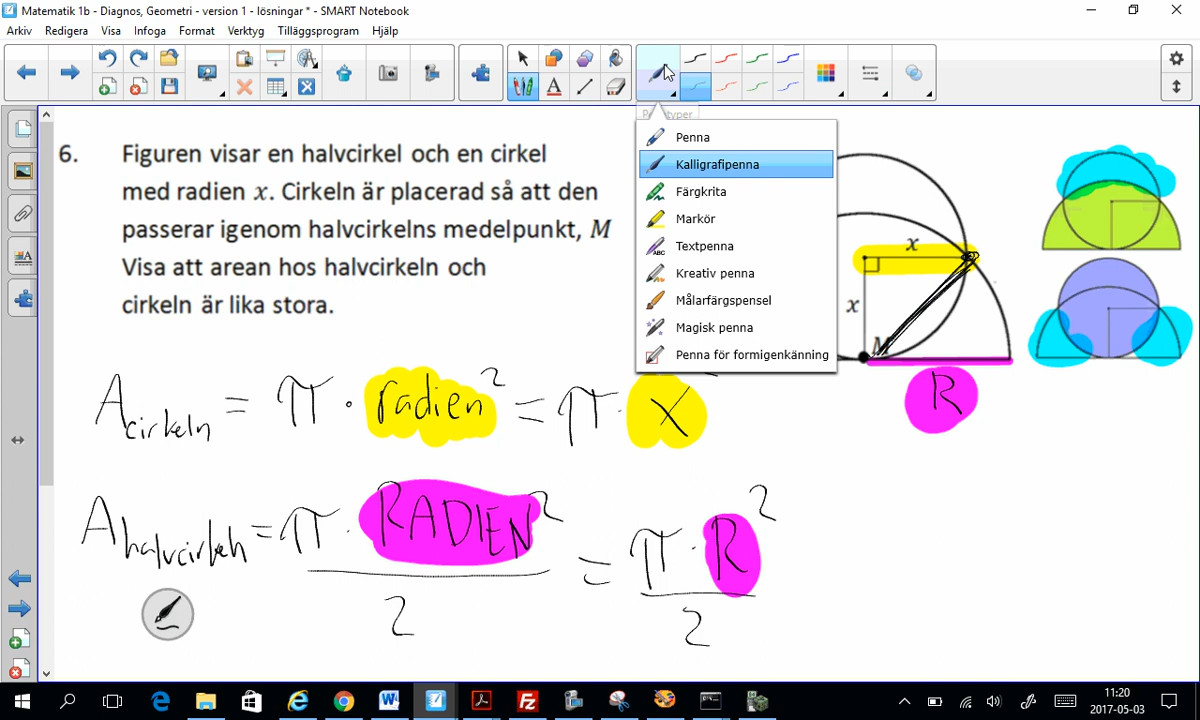 Matematik 1b - Diagnos, Geometri - version 1 - lösningar * - SMART Notebook
Arkiv Redigera Visa Infoga Format Verktyg Tilläggsprogram Hjälp
Penna
Kalligrafipenna
Färgkrita
Markör
Textpenna
Kreativ penna
Målarfärgspensel
Magisk penna
Penna för formigenkänning
6. Figuren visar en halvcirkel och en cirkel
med radien x. Cirkeln är placerad så att den
passerar igenom halvcirkelns medelpunkt, M
Visa att arean hos halvcirkeln och
cirkeln är lika stora.
x
x
M
R
A cirkeln = π · radien² = π · x²
A halvcirkeln = π · RADIEN² / 2 = π · R² / 2
11:20
2017-05-03